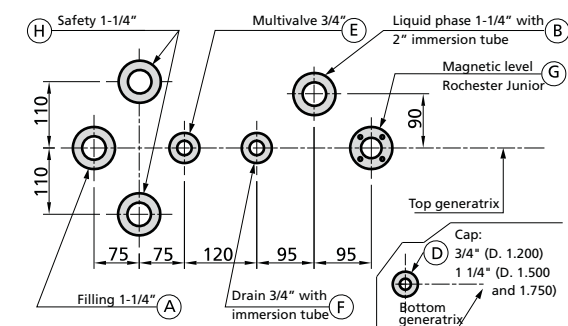 H
Safety 1-1/4"
Multivalve 3/4"
E
Liquid phase 1-1/4" with
2" immersion tube
B
Magnetic level
Rochester Junior
G
110
110
90
Top generatrix
75
75
120
95
95
Filling 1-1/4"
A
Drain 3/4" with
immersion tube
F
D
Cap:
3/4" (D. 1.200)
1 1/4" (D. 1.500
and 1.750)
Bottom
generatrix